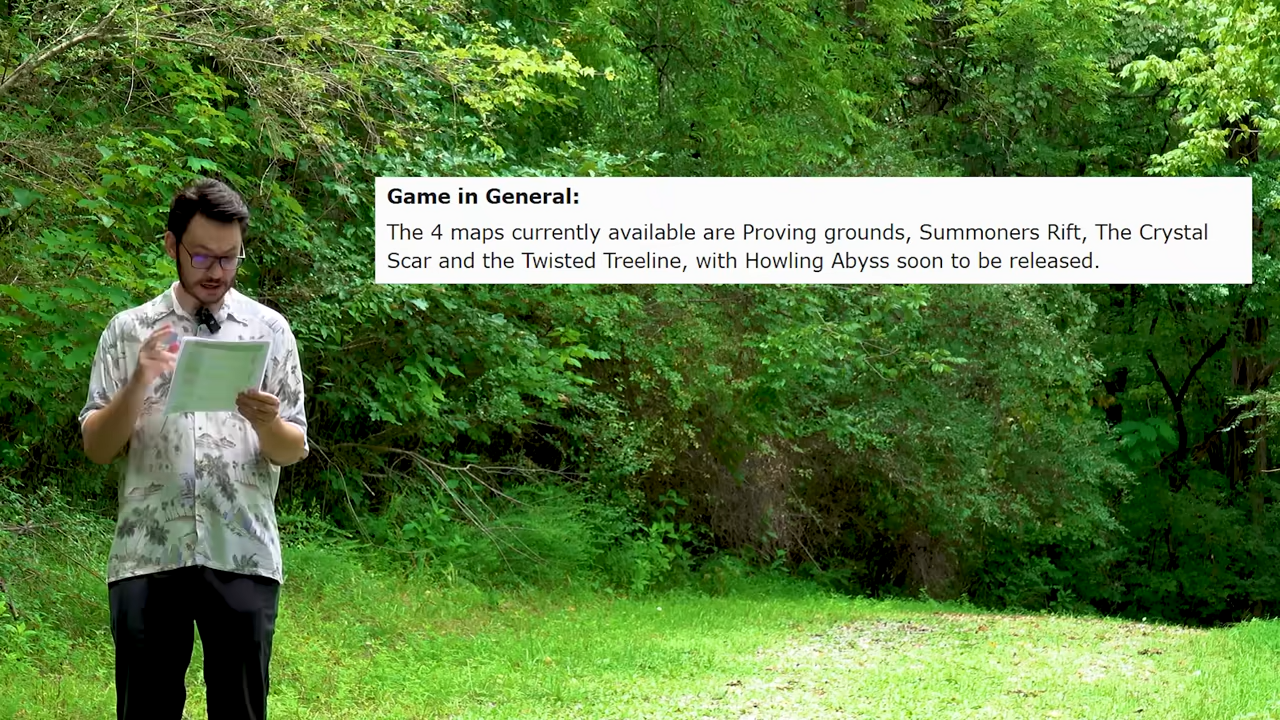 Game in General:
The 4 maps currently available are Proving grounds, Summoners Rift, The Crystal
Scar and the Twisted Treeline, with Howling Abyss soon to be released.